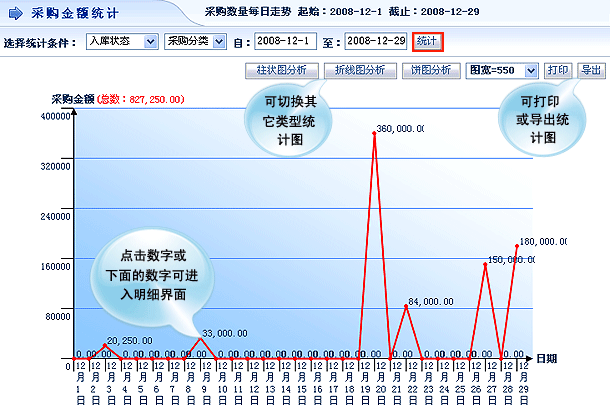 采购金额统计
采购数量每日走势 起始：2008-12-1 截止：2008-12-29
选择统计条件： 入库状态 采购分类 自： 2008-12-1 至： 2008-12-29 统计
柱状图分析 折线图分析 饼图分析 图宽=550 打印 导出
采购金额(总数：827,250.00)
可切换其
它类型统
计图
可打印
或导出统
计图
400000
360,000.00
320000
240000
180,000.00
点击数字或
下面的数字可进
入明细界面
160000
150,000.00
84,000.00
80000
33,000.00
20,250.00
0
日期
12月1日 12月2日 12月3日 12月4日 12月5日 12月6日 12月7日 12月8日 12月9日 12月10日 12月11日 12月12日 12月13日 12月14日 12月15日 12月16日 12月17日 12月18日 12月19日 12月20日 12月21日 12月22日 12月23日 12月24日 12月25日 12月26日 12月27日 12月28日 12月29日